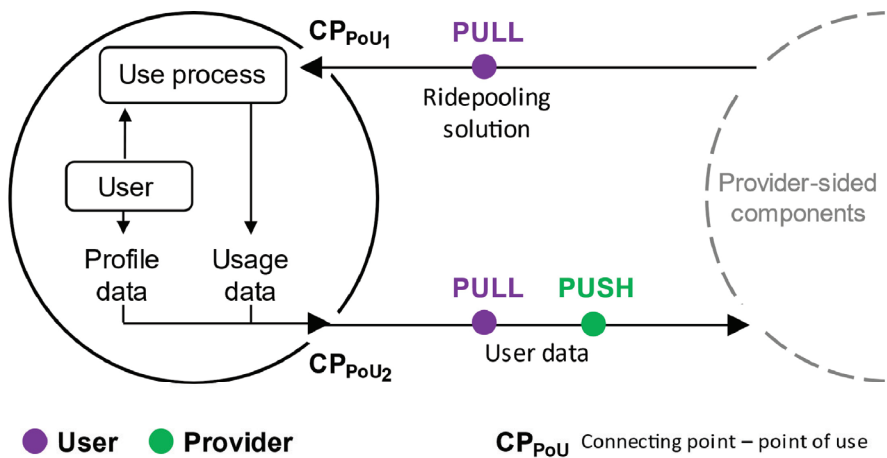 CPPoU1
PULL
Use process
Ridepooling
solution
User
Provider-sided
components
Profile
data
Usage
data
PULL
PUSH
User data
CPPoU2
User
Provider
CPPoU Connecting point – point of use